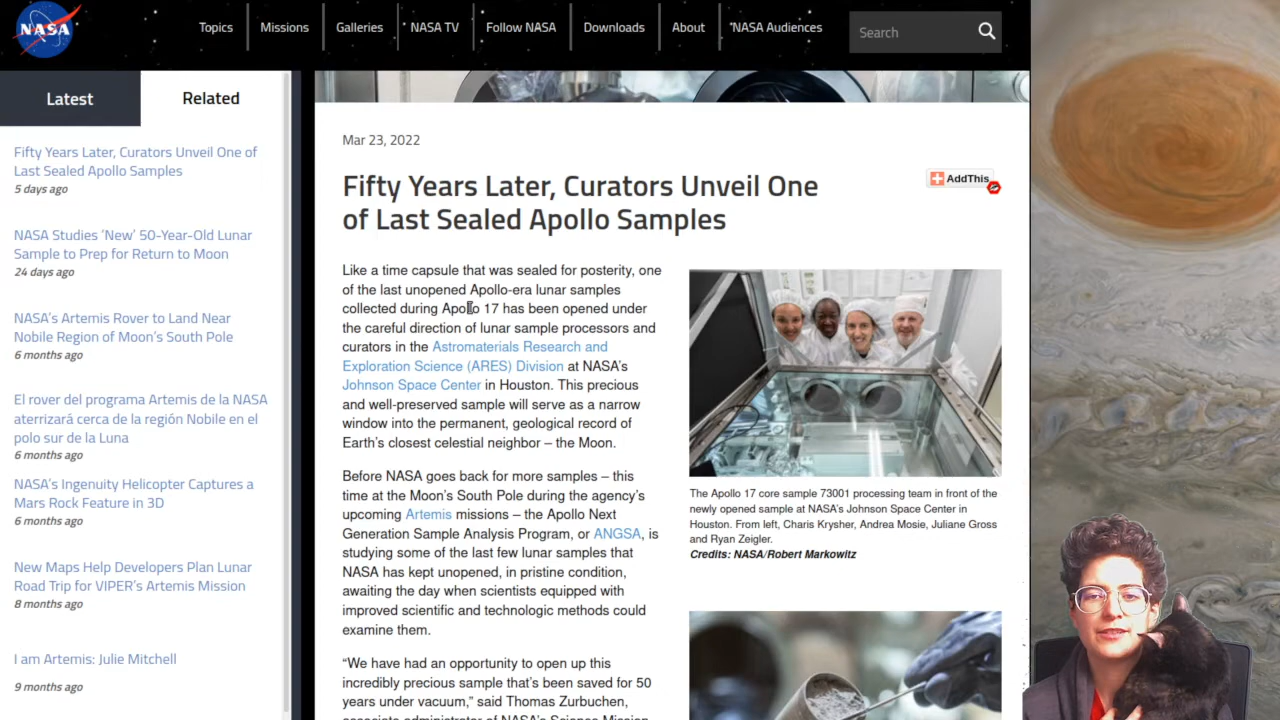 NASA
Topics
Missions
Galleries
NASA TV
Follow NASA
Downloads
About
NASA Audiences
Search
Latest
Related
Fifty Years Later, Curators Unveil One of
Last Sealed Apollo Samples
5 days ago
NASA Studies ‘New’ 50-Year-Old Lunar
Sample to Prep for Return to Moon
24 days ago
NASA’s Artemis Rover to Land Near
Nobile Region of Moon’s South Pole
6 months ago
El rover del programa Artemis de la NASA
aterrizará cerca de la región Nobile en el
polo sur de la Luna
6 months ago
NASA’s Ingenuity Helicopter Captures a
Mars Rock Feature in 3D
6 months ago
New Maps Help Developers Plan Lunar
Road Trip for VIPER’s Artemis Mission
8 months ago
I am Artemis: Julie Mitchell
9 months ago
Mar 23, 2022
Fifty Years Later, Curators Unveil One
of Last Sealed Apollo Samples
AddThis
Like a time capsule that was sealed for posterity, one
of the last unopened Apollo-era lunar samples
collected during Apollo 17 has been opened under
the careful direction of lunar sample processors and
curators in the Astromaterials Research and
Exploration Science (ARES) Division at NASA’s
Johnson Space Center in Houston. This precious
and well-preserved sample will serve as a narrow
window into the permanent, geological record of
Earth’s closest celestial neighbor – the Moon.
Before NASA goes back for more samples – this
time at the Moon’s South Pole during the agency’s
upcoming Artemis missions – the Apollo Next
Generation Sample Analysis Program, or ANGSA, is
studying some of the last few lunar samples that
NASA has kept unopened, in pristine condition,
awaiting the day when scientists equipped with
improved scientific and technologic methods could
examine them.
“We have had an opportunity to open up this
incredibly precious sample that’s been saved for 50
years under vacuum,” said Thomas Zurbuchen,
associate administrator of NASA’s Science Mission
The Apollo 17 core sample 73001 processing team in front of the
newly opened sample at NASA’s Johnson Space Center in
Houston. From left, Charis Krysher, Andrea Mosie, Juliane Gross
and Ryan Zeigler.
Credits: NASA/Robert Markowitz